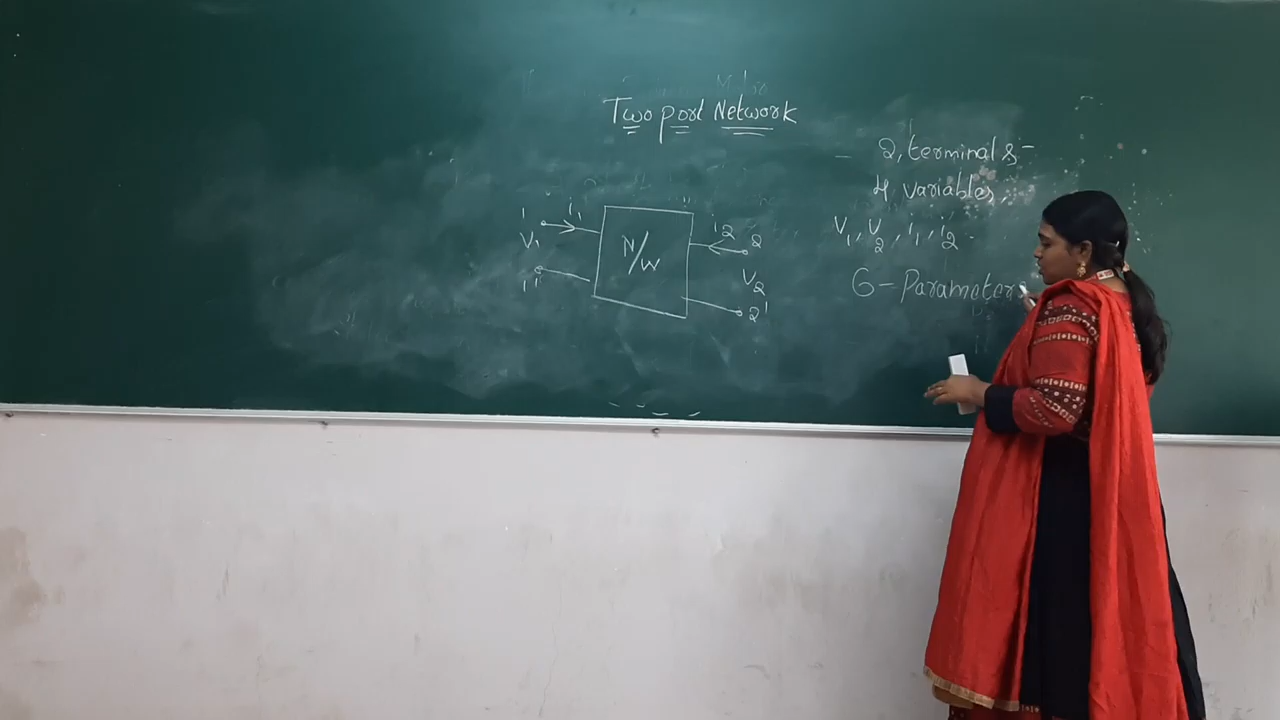 Two port Network
2, terminals -
4 variables,
V1, V2, i1, i2 .
6 - Parameters
1 i1 i2 2
V1 N/W V2
1' 2'